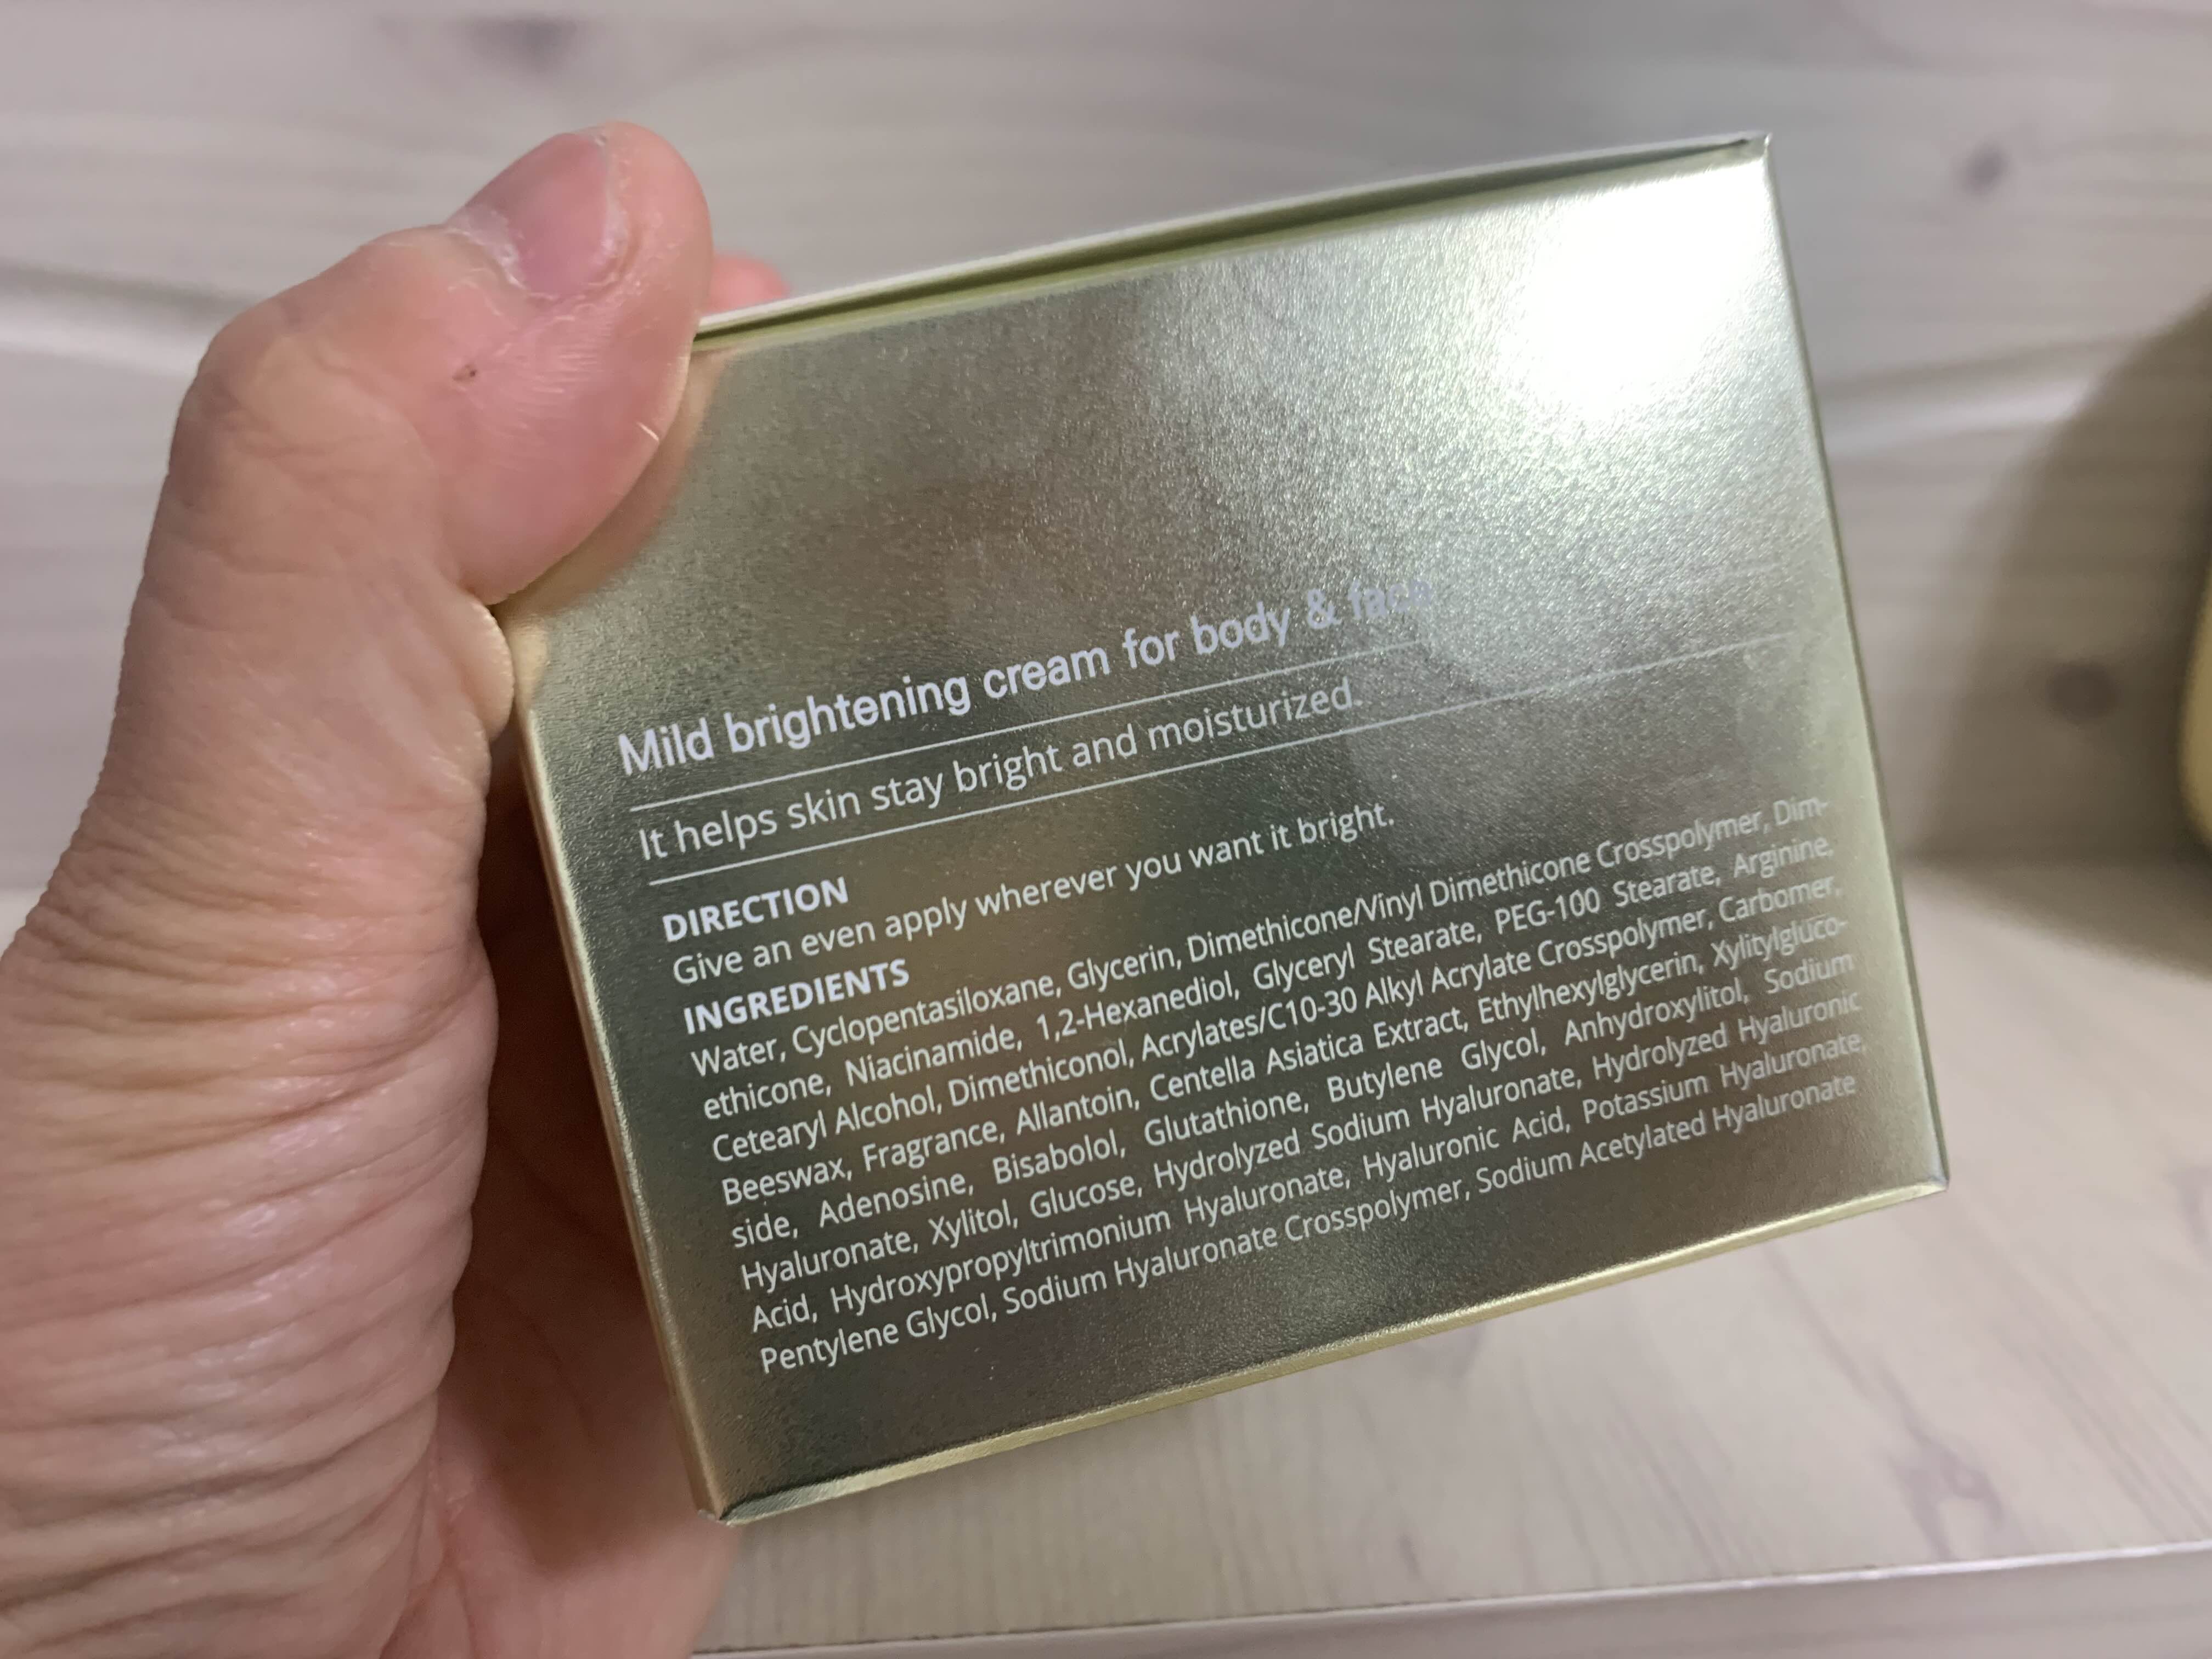 Mild brightening cream for body & face
It helps skin stay bright and moisturized.
DIRECTION
Give an even apply wherever you want it bright.
INGREDIENTS
Water, Cyclopentasiloxane, Glycerin, Dimethicone/Vinyl Dimethicone Crosspolymer, Dim-
ethicone, Niacinamide, 1,2-Hexanediol, Glyceryl Stearate, PEG-100 Stearate, Arginine,
Cetearyl Alcohol, Dimethiconol, Acrylates/C10-30 Alkyl Acrylate Crosspolymer, Carbomer,
Beeswax, Fragrance, Allantoin, Centella Asiatica Extract, Ethylhexylglycerin, Xylitylgluco-
side, Adenosine, Bisabolol, Glutathione, Butylene Glycol, Anhydroxylitol, Sodium
Hyaluronate, Xylitol, Glucose, Hydrolyzed Sodium Hyaluronate, Hydrolyzed Hyaluronic
Acid, Hydroxypropyltrimonium Hyaluronate, Hyaluronic Acid, Potassium Hyaluronate,
Pentylene Glycol, Sodium Hyaluronate Crosspolymer, Sodium Acetylated Hyaluronate